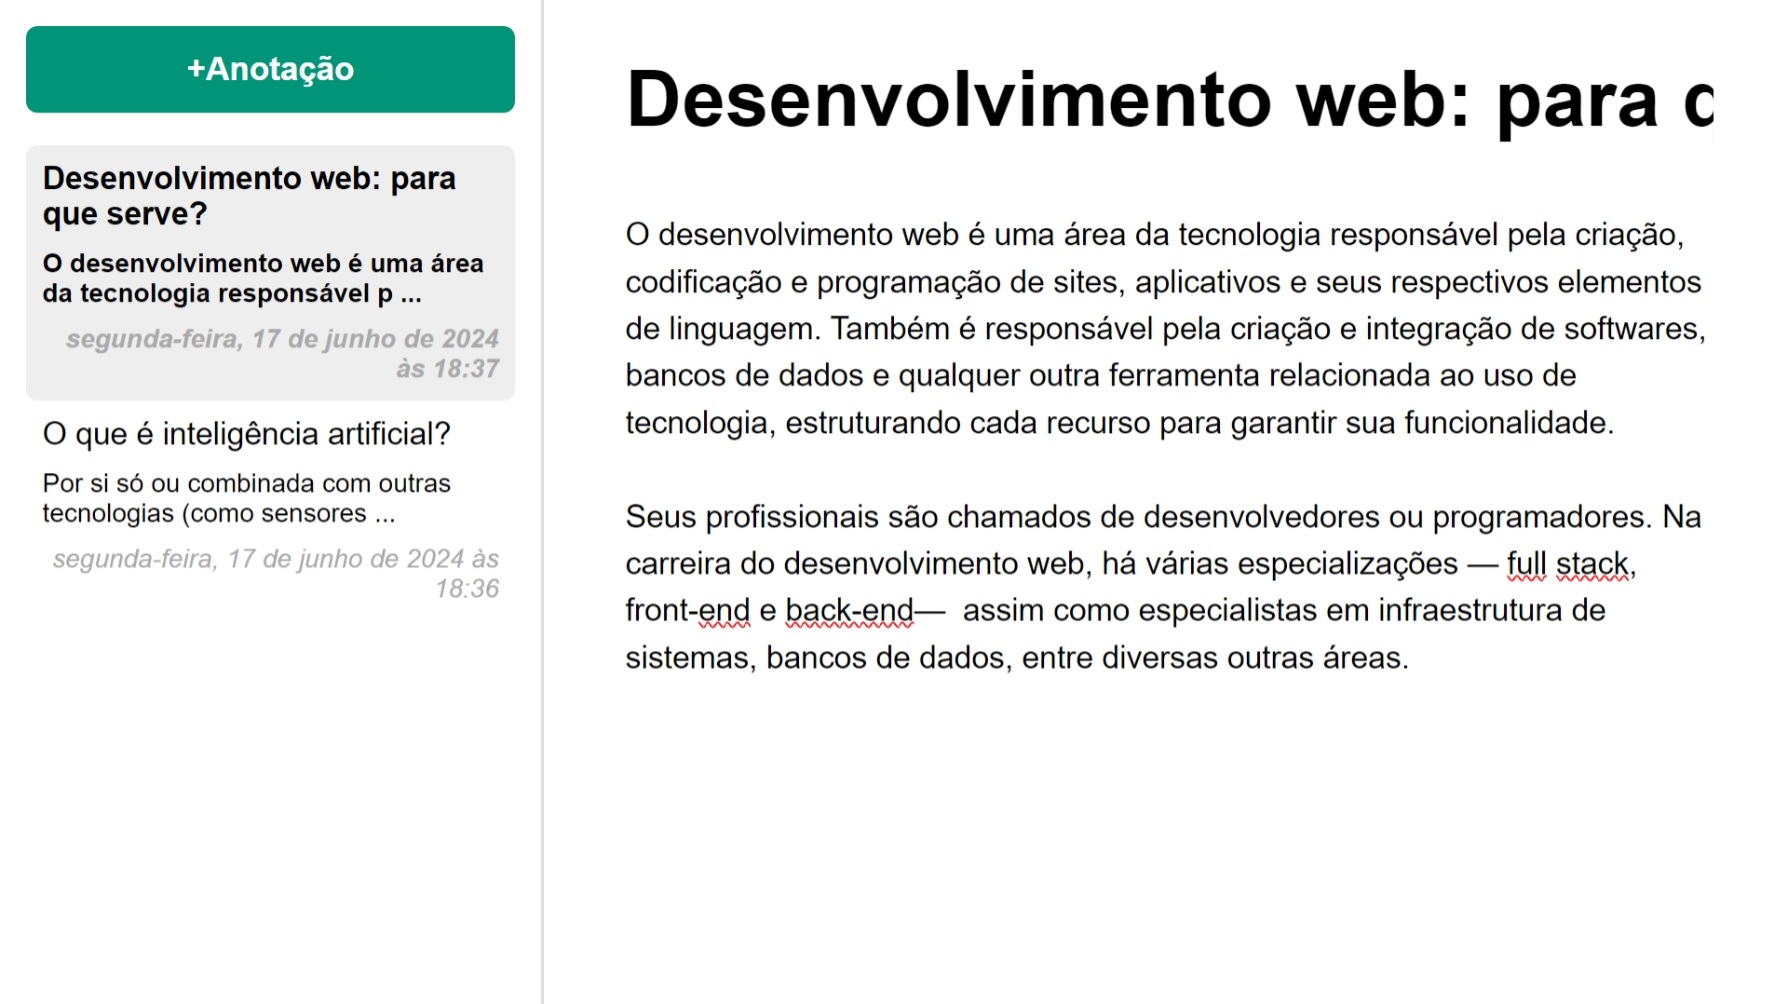 +Anotação
Desenvolvimento web: para
que serve?
O desenvolvimento web é uma área
da tecnologia responsável p ...
segunda-feira, 17 de junho de 2024
às 18:37
O que é inteligência artificial?
Por si só ou combinada com outras
tecnologias (como sensores ...
segunda-feira, 17 de junho de 2024 às
18:36
Desenvolvimento web: para
O desenvolvimento web é uma área da tecnologia responsável pela criação,
codificação e programação de sites, aplicativos e seus respectivos elementos
de linguagem. Também é responsável pela criação e integração de softwares,
bancos de dados e qualquer outra ferramenta relacionada ao uso de
tecnologia, estruturando cada recurso para garantir sua funcionalidade.
Seus profissionais são chamados de desenvolvedores ou programadores. Na
carreira do desenvolvimento web, há várias especializações — full stack,
front-end e back-end—  assim como especialistas em infraestrutura de
sistemas, bancos de dados, entre diversas outras áreas.